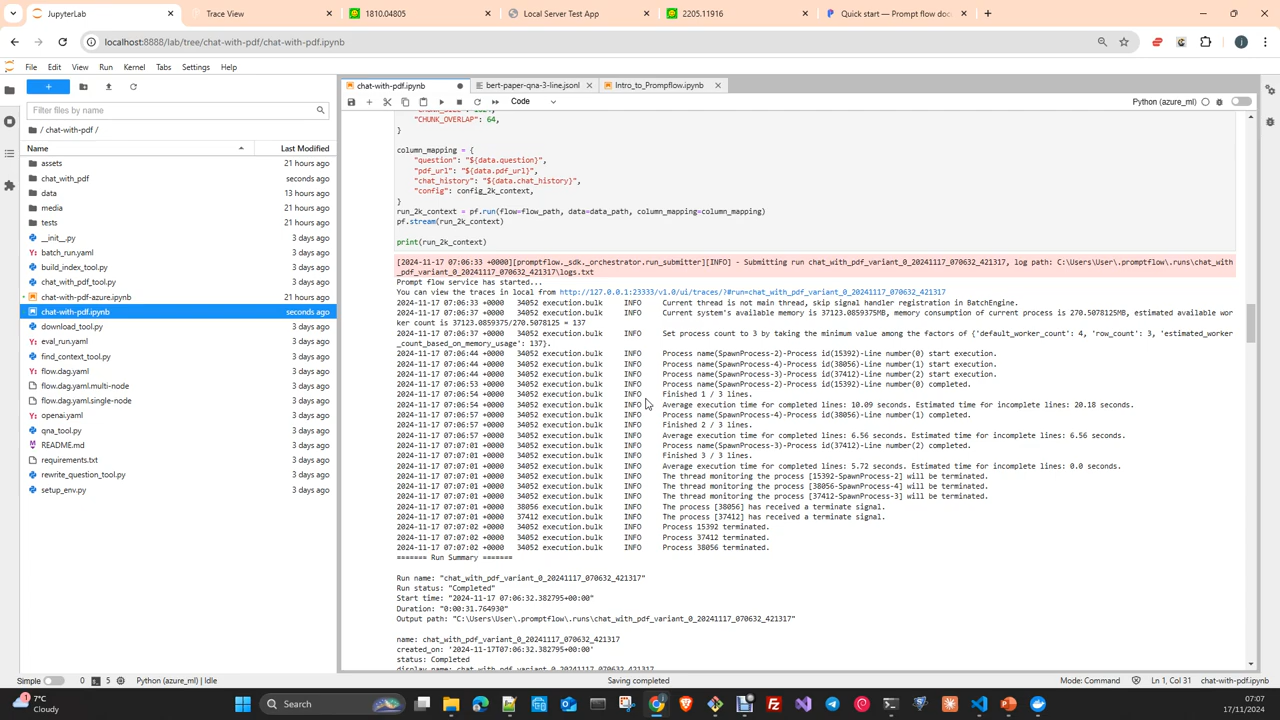 JupyterLab
Trace View
1810.04805
Local Server Test App
2205.11916
Quick start — Prompt flow doc
localhost:8888/lab/tree/chat-with-pdf/chat-with-pdf.ipynb
File Edit View Run Kernel Tabs Settings Help
chat-with-pdf.ipynb
bert-paper-qna-3-line.jsonl
Intro_to_Prompflow.ipynb
Code
Python (azure_ml)
Filter files by name
/ chat-with-pdf /
Name Last Modified
assets 21 hours ago
chat_with_pdf seconds ago
data 13 hours ago
media 21 hours ago
tests 21 hours ago
__init__.py 3 days ago
batch_run.yaml 3 days ago
build_index_tool.py 3 days ago
chat_with_pdf_tool.py 3 days ago
chat-with-pdf-azure.ipynb 21 hours ago
chat-with-pdf.ipynb seconds ago
download_tool.py 3 days ago
eval_run.yaml 3 days ago
find_context_tool.py 3 days ago
flow.dag.yaml 3 days ago
flow.dag.yaml.multi-node 3 days ago
flow.dag.yaml.single-node 3 days ago
openai.yaml 3 days ago
qna_tool.py 3 days ago
README.md 3 days ago
requirements.txt 3 days ago
rewrite_question_tool.py 3 days ago
setup_env.py 3 days ago
"CHUNK_OVERLAP": 64,
}
column_mapping = {
"question": "${data.question}",
"pdf_url": "${data.pdf_url}",
"chat_history": "${data.chat_history}",
"config": config_2k_context,
}
run_2k_context = pf.run(flow=flow_path, data=data_path, column_mapping=column_mapping)
pf.stream(run_2k_context)
print(run_2k_context)
[2024-11-17 07:06:33 +0000][promptflow._sdk._orchestrator.run_submitter][INFO] - Submitting run chat_with_pdf_variant_0_20241117_070632_421317, log path: C:\Users\User\.promptflow\.runs\chat_with
_pdf_variant_0_20241117_070632_421317\logs.txt
Prompt flow service has started...
You can view the traces in local from http://127.0.0.1:23333/v1.0/ui/traces/?#run=chat_with_pdf_variant_0_20241117_070632_421317
2024-11-17 07:06:33 +0000 34052 execution.bulk INFO Current thread is not main thread, skip signal handler registration in BatchEngine.
2024-11-17 07:06:33 +0000 34052 execution.bulk INFO Current system's available memory is 37123.0859375MB, memory consumption of current process is 270.5078125MB, estimated available wor
ker count is 37123.0859375/270.5078125 = 137
2024-11-17 07:06:33 +0000 34052 execution.bulk INFO Set process count to 3 by taking the minimum value among the factors of {'default_worker_count': 4, 'row_count': 3, 'estimated_worker
_count_based_on_memory_usage': 137}.
2024-11-17 07:06:44 +0000 34052 execution.bulk INFO Process name(SpawnProcess-2)-Process id(15392)-Line number(0) start execution.
2024-11-17 07:06:44 +0000 34052 execution.bulk INFO Process name(SpawnProcess-4)-Process id(38056)-Line number(1) start execution.
2024-11-17 07:06:44 +0000 34052 execution.bulk INFO Process name(SpawnProcess-3)-Process id(37412)-Line number(2) start execution.
2024-11-17 07:06:53 +0000 34052 execution.bulk INFO Process name(SpawnProcess-2)-Process id(15392)-Line number(0) completed.
2024-11-17 07:06:54 +0000 34052 execution.bulk INFO Finished 1 / 3 lines.
2024-11-17 07:06:54 +0000 34052 execution.bulk INFO Average execution time for completed lines: 10.09 seconds. Estimated time for incomplete lines: 20.18 seconds.
2024-11-17 07:06:57 +0000 34052 execution.bulk INFO Process name(SpawnProcess-4)-Process id(38056)-Line number(1) completed.
2024-11-17 07:06:57 +0000 34052 execution.bulk INFO Finished 2 / 3 lines.
2024-11-17 07:06:57 +0000 34052 execution.bulk INFO Average execution time for completed lines: 6.56 seconds. Estimated time for incomplete lines: 6.56 seconds.
2024-11-17 07:07:01 +0000 34052 execution.bulk INFO Process name(SpawnProcess-3)-Process id(37412)-Line number(2) completed.
2024-11-17 07:07:01 +0000 34052 execution.bulk INFO Finished 3 / 3 lines.
2024-11-17 07:07:01 +0000 34052 execution.bulk INFO Average execution time for completed lines: 5.72 seconds. Estimated time for incomplete lines: 0.0 seconds.
2024-11-17 07:07:01 +0000 34052 execution.bulk INFO The thread monitoring the process [15392-SpawnProcess-2] will be terminated.
2024-11-17 07:07:01 +0000 34052 execution.bulk INFO The thread monitoring the process [38056-SpawnProcess-4] will be terminated.
2024-11-17 07:07:01 +0000 34052 execution.bulk INFO The thread monitoring the process [37412-SpawnProcess-3] will be terminated.
2024-11-17 07:07:01 +0000 38056 execution.bulk INFO The process [38056] has received a terminate signal.
2024-11-17 07:07:01 +0000 37412 execution.bulk INFO The process [37412] has received a terminate signal.
2024-11-17 07:07:02 +0000 34052 execution.bulk INFO Process 15392 terminated.
2024-11-17 07:07:02 +0000 34052 execution.bulk INFO Process 37412 terminated.
2024-11-17 07:07:02 +0000 34052 execution.bulk INFO Process 38056 terminated.
======= Run Summary =======
Run name: "chat_with_pdf_variant_0_20241117_070632_421317"
Run status: "Completed"
Start time: "2024-11-17 07:06:32.382795+00:00"
Duration: "0:00:31.764930"
Output path: "C:\Users\User\.promptflow\.runs\chat_with_pdf_variant_0_20241117_070632_421317"
name: chat_with_pdf_variant_0_20241117_070632_421317
created_on: '2024-11-17T07:06:32.382795+00:00'
status: Completed
display_name: chat_with_pdf_variant_0_20241117_070632_421317
Simple 0 5 Python (azure_ml) | Idle
Saving completed
Mode: Command
Ln 1, Col 31
chat-with-pdf.ipynb
7°C
Cloudy
Search
07:07
17/11/2024